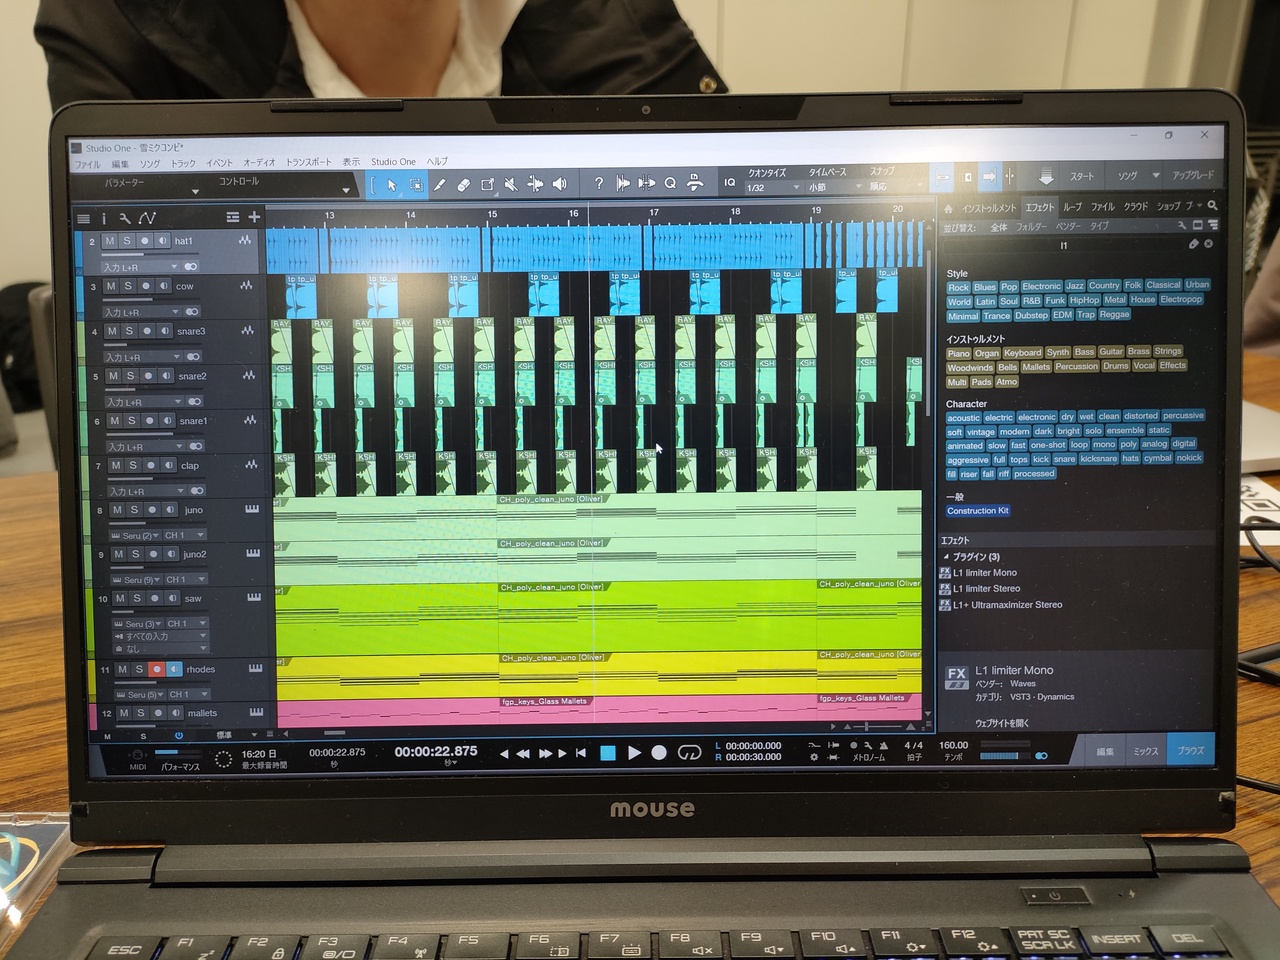 Studio One - 雪ミクコンピ*
ファイル 編集 ソング トラック イベント オーディオ トランスポート 表示 Studio One ヘルプ
パラメーター コントロール
? Q IQ
クオンタイズ 1/32
タイムベース 小節
スナップ 順応
スタート ソング アップグレード
13 14 15 16 17 18 19 20
インストゥルメント エフェクト ループ ファイル クラウド ショップ プ
並び替え: 全体 フォルダー ベンダー タイプ
l1
2 M S hat1
入力 L+R
3 M S cow
4 M S snare3
入力 L+R
5 M S snare2
入力 L+R
6 M S snare1
入力 L+R
7 M S clap
入力 L+R
8 M S juno
Seru (2) CH 1
9 M S juno2
Seru (9) CH 1
10 M S saw
Seru (3) CH 1
すべての入力
なし
11 M S rhodes
Seru (5) CH 1
12 M S mallets
M S 標準
CH_poly_clean_juno [Oliver]
CH_poly_clean_juno [Oliver]
CH_poly_clean_juno [Oliver] CH_poly_clean_juno [Oliver
CH_poly_clean_juno [Oliver] CH_poly_clean_juno [Oliver
fgp_keys_Glass Mallets fgp_keys_Glass Mallets
Style
Rock Blues Pop Electronic Jazz Country Folk Classical Urban
World Latin Soul R&B Funk HipHop Metal House Electropop
Minimal Trance Dubstep EDM Trap Reggae
インストゥルメント
Piano Organ Keyboard Synth Bass Guitar Brass Strings
Woodwinds Bells Mallets Percussion Drums Vocal Effects
Multi Pads Atmo
Character
acoustic electric electronic dry wet clean distorted percussive
soft vintage modern dark bright solo ensemble static
animated slow fast one-shot loop mono poly analog digital
aggressive full tops kick snare kicksnare hats cymbal nokick
fill riser fall riff processed
一般
Construction Kit
エフェクト
プラグイン (3)
FX L1 limiter Mono
FX L1 limiter Stereo
FX L1+ Ultramaximizer Stereo
FX L1 limiter Mono
ベンダー: Waves
カテゴリ: VST3 - Dynamics
ウェブサイトを開く
MIDI パフォーマンス
16:20 日
最大録音時間
00:00:22.875
秒
00:00:22.875
秒
L 00:00:00.000
R 00:00:30.000
メトロノーム
4 / 4
拍子
160.00
テンポ
編集 ミックス ブラウズ
mouse
ESC F1 F2 F3 F4 F5 F6 F7 F8 F9 F10 F11 F12 PRT SC SCR LK INSERT DEL